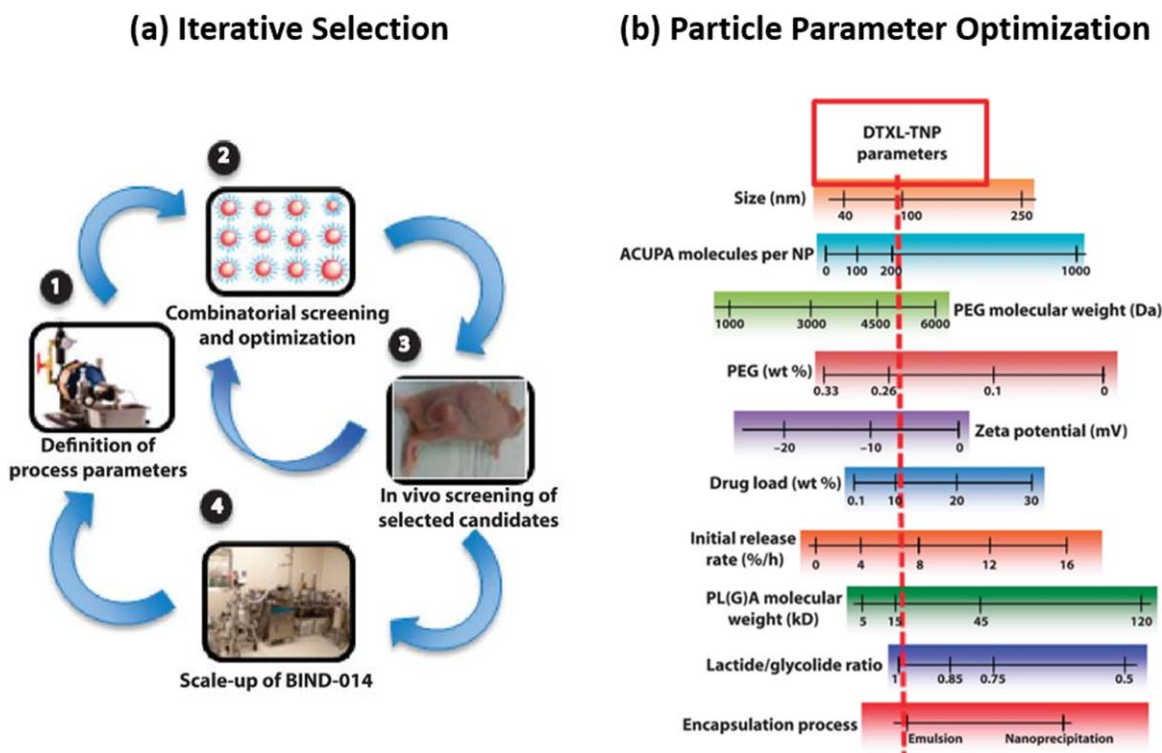 (a) Iterative Selection
2
Combinatorial screening
and optimization
1
Definition of
process parameters
3
In vivo screening of
selected candidates
4
Scale-up of BIND-014
(b) Particle Parameter Optimization
DTXL-TNP
parameters
Size (nm)
40 100 250
ACUPA molecules per NP
0 100 200 1000
PEG molecular weight (Da)
1000 3000 4500 6000
PEG (wt %)
0.33 0.26 0.1 0
Zeta potential (mV)
−20 −10 0
Drug load (wt %)
0.1 10 20 30
Initial release
rate (%/h)
0 4 8 12 16
PL(G)A molecular
weight (kD)
5 15 45 120
Lactide/glycolide ratio
1 0.85 0.75 0.5
Encapsulation process
Emulsion Nanoprecipitation